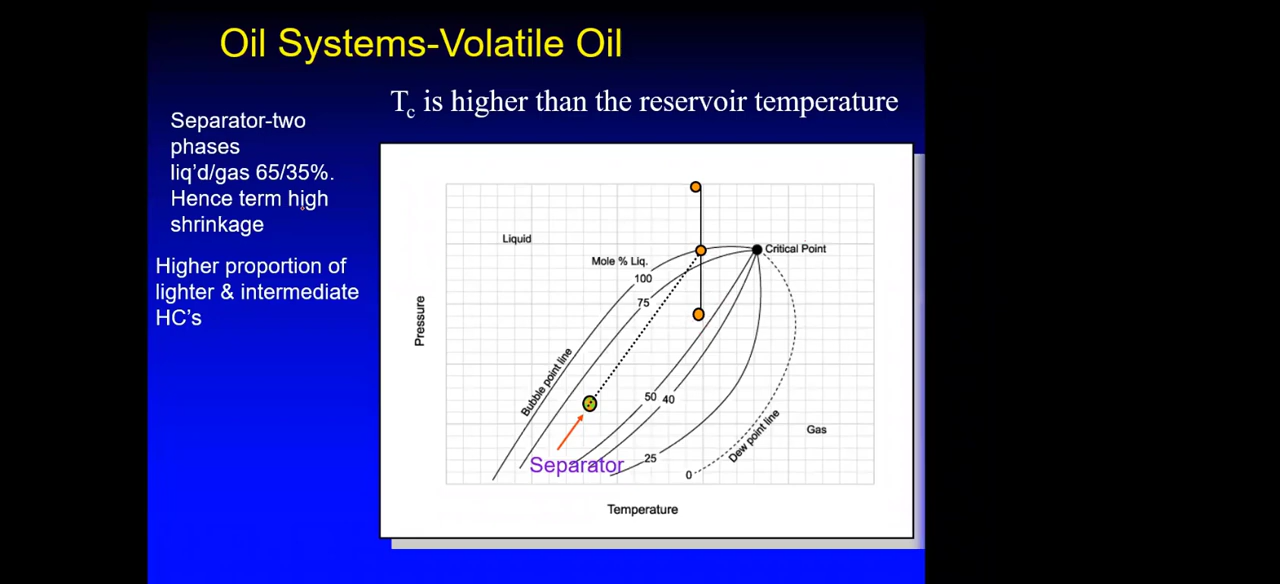 Oil Systems-Volatile Oil
Tc is higher than the reservoir temperature
Separator-two
phases
liq'd/gas 65/35%.
Hence term high
shrinkage
Higher proportion of
lighter & intermediate
HC's
Liquid
Mole % Liq.
100
75
Critical Point
Pressure
Bubble point line
50
40
25
0
Dew point line
Gas
Separator
Temperature